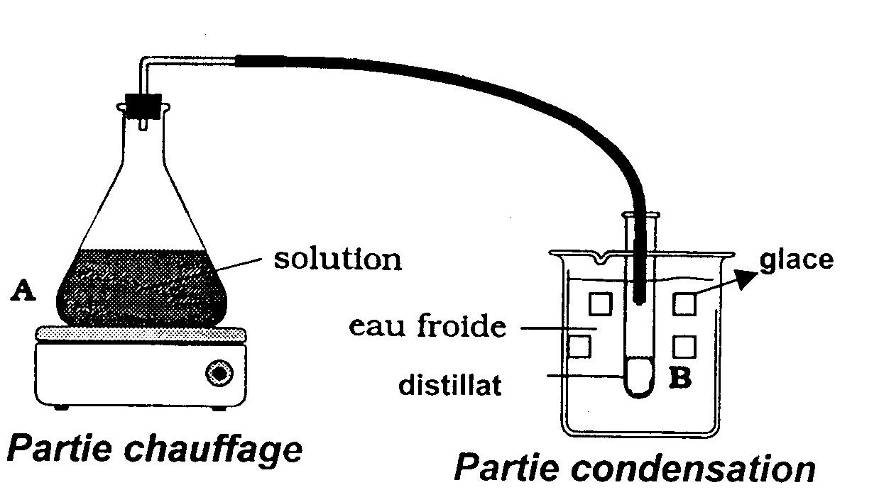 solution
glace
A
eau froide
distillat
B
Partie chauffage
Partie condensation